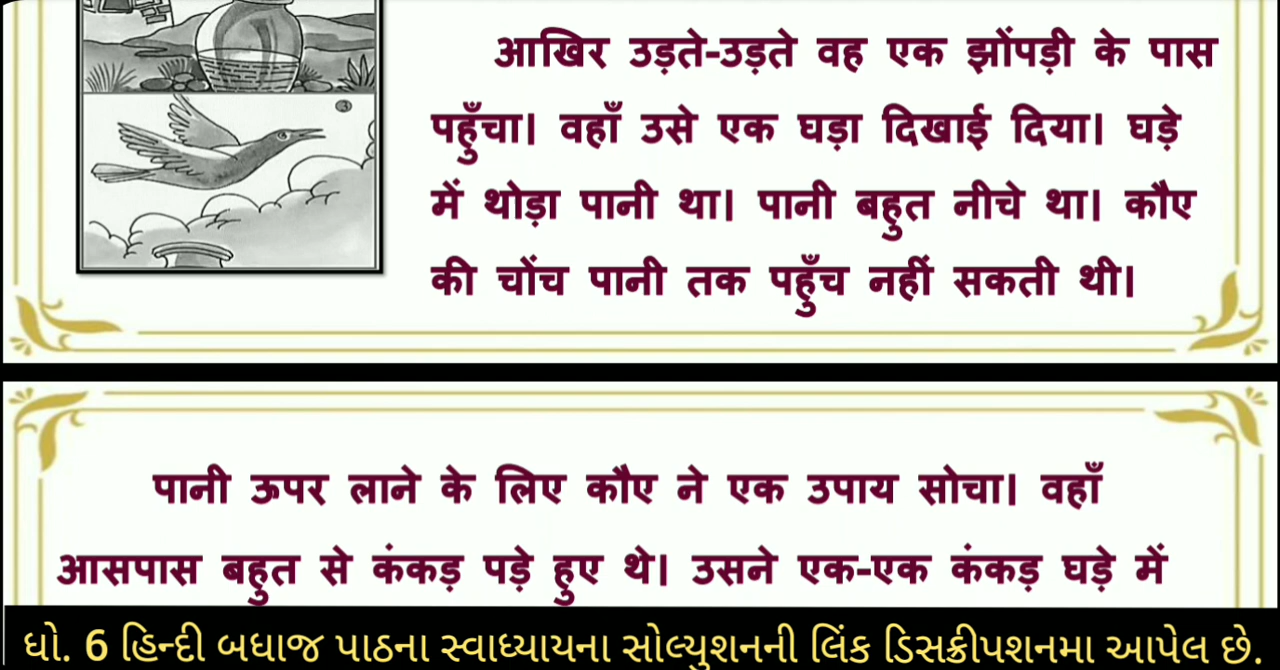 आखिर उड़ते-उड़ते वह एक झोंपड़ी के पास
पहुँचा। वहाँ उसे एक घड़ा दिखाई दिया। घड़े
में थोड़ा पानी था। पानी बहुत नीचे था। कौए
की चोंच पानी तक पहुँच नहीं सकती थी।
पानी ऊपर लाने के लिए कौए ने एक उपाय सोचा। वहाँ
आसपास बहुत से कंकड़ पड़े हुए थे। उसने एक-एक कंकड़ घड़े में
ધો. 6 હિન્દી બધાજ પાઠના સ્વાધ્યાયના સોલ્યુશનની લિંક ડિસક્રીપશનમા આપેલ છે.